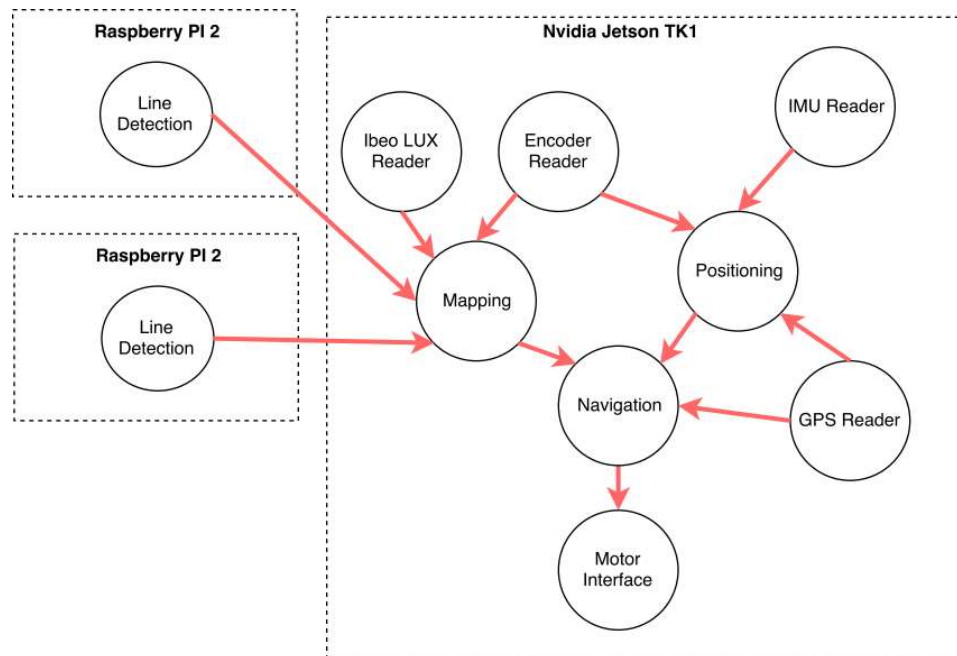 Raspberry PI 2
Line
Detection
Raspberry PI 2
Line
Detection
Nvidia Jetson TK1
Ibeo LUX
Reader
Encoder
Reader
IMU Reader
Mapping
Positioning
Navigation
GPS Reader
Motor
Interface